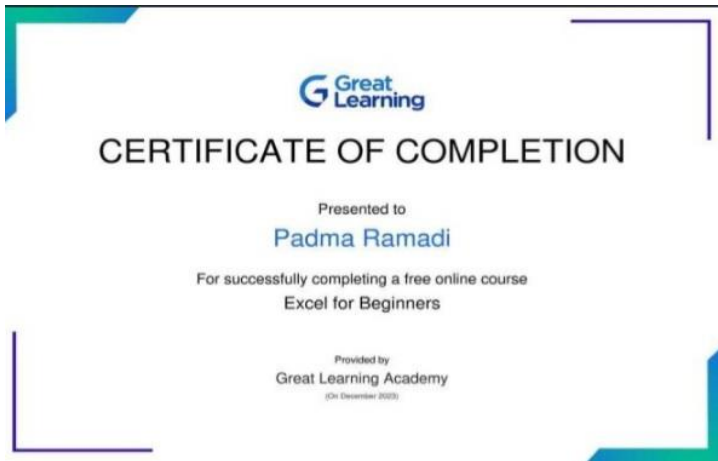 Great
Learning
CERTIFICATE OF COMPLETION
Presented to
Padma Ramadi
For successfully completing a free online course
Excel for Beginners
Provided by
Great Learning Academy
(On December 2023)